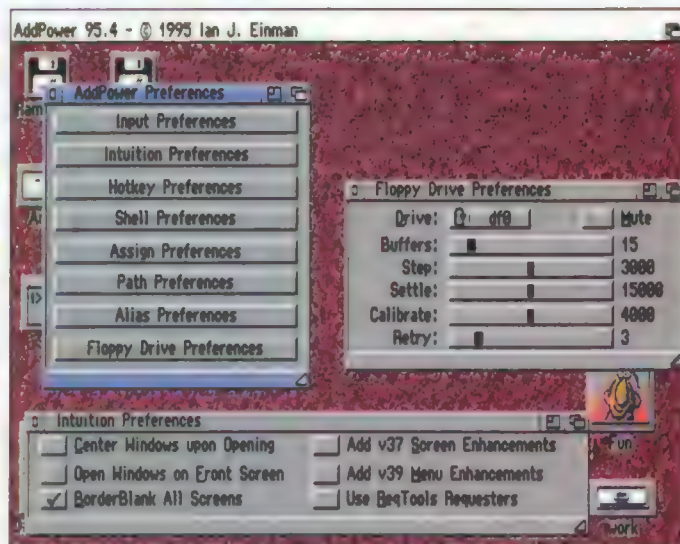 AddPower 95.4 - © 1995 Ian J. Einman
AddPower Preferences
Input Preferences
Intuition Preferences
Hotkey Preferences
Shell Preferences
Assign Preferences
Path Preferences
Alias Preferences
Floppy Drive Preferences
Floppy Drive Preferences
Drive: df0 Mute
Buffers: 15
Step: 3000
Settle: 15000
Calibrate: 4000
Retry: 3
Fun
Intuition Preferences
Center Windows upon Opening
Open Windows on Front Screen
BorderBlank All Screens
Add v37 Screen Enhancements
Add v39 Menu Enhancements
Use ReqTools Requesters
Work